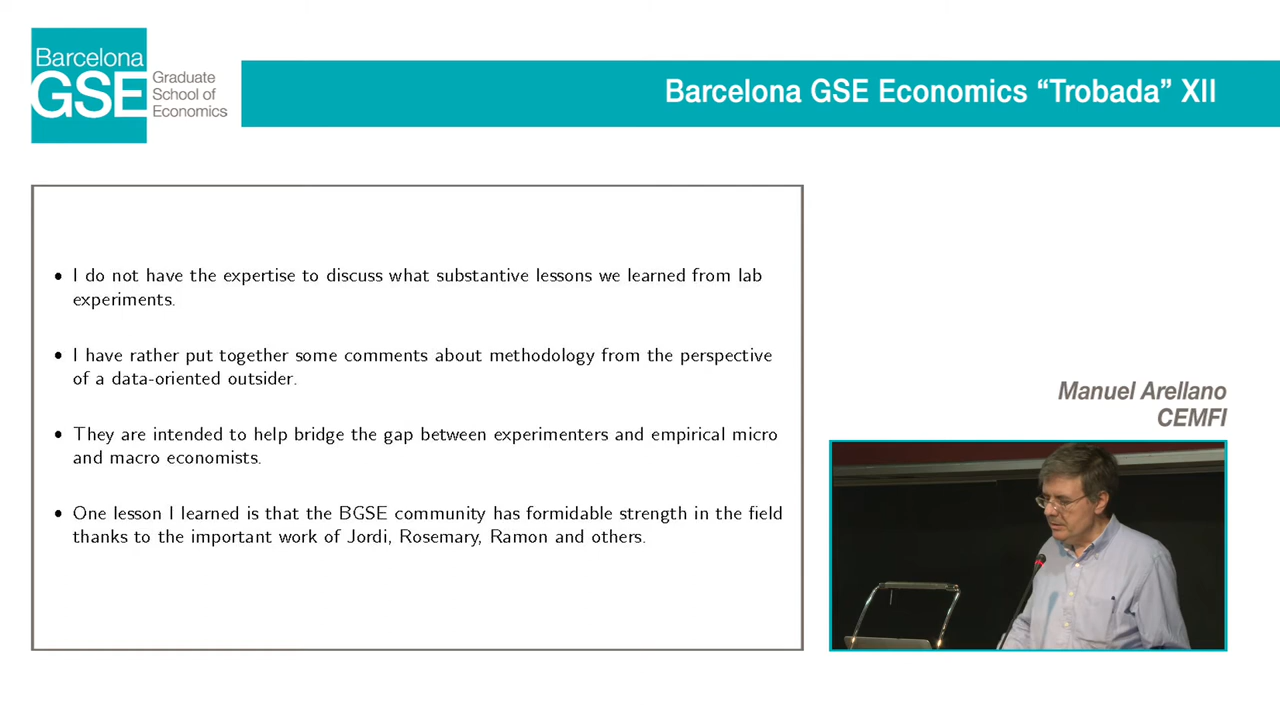 Barcelona
GSE
Graduate
School of
Economics
Barcelona GSE Economics “Trobada” XII
• I do not have the expertise to discuss what substantive lessons we learned from lab
experiments.
• I have rather put together some comments about methodology from the perspective
of a data-oriented outsider.
• They are intended to help bridge the gap between experimenters and empirical micro
and macro economists.
• One lesson I learned is that the BGSE community has formidable strength in the field
thanks to the important work of Jordi, Rosemary, Ramon and others.
Manuel Arellano
CEMFI